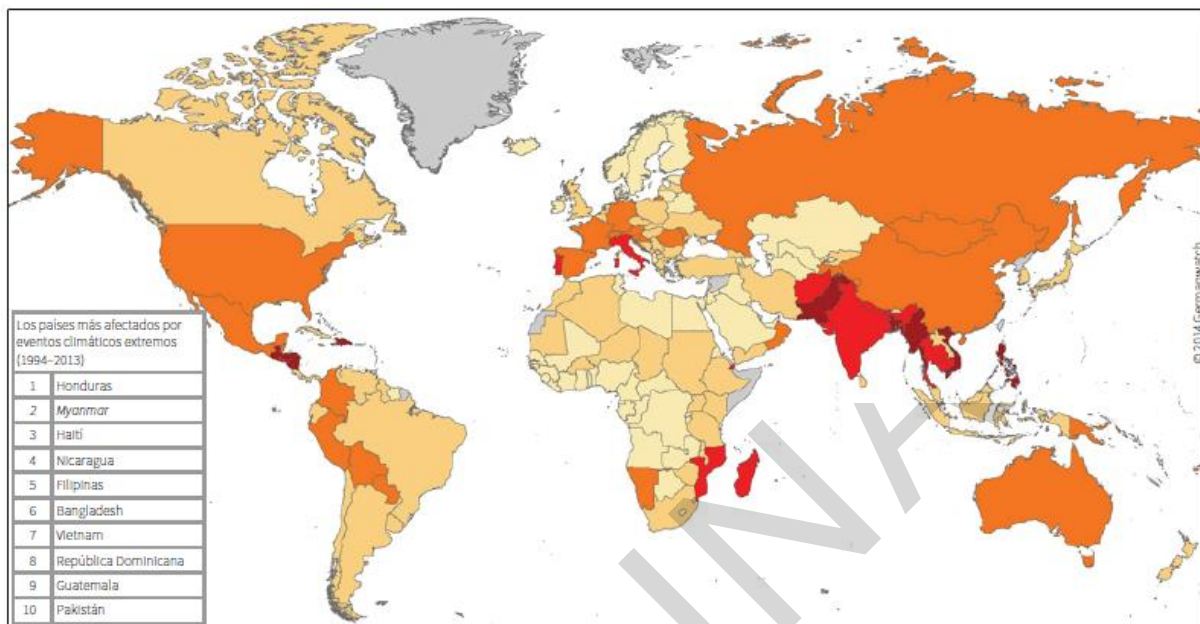 Los países más afectados por
eventos climáticos extremos
(1994–2013)
1 Honduras
2 Myanmar
3 Haití
4 Nicaragua
5 Filipinas
6 Bangladesh
7 Vietnam
8 República Dominicana
9 Guatemala
10 Pakistán
©2014 Germanwatch
INA